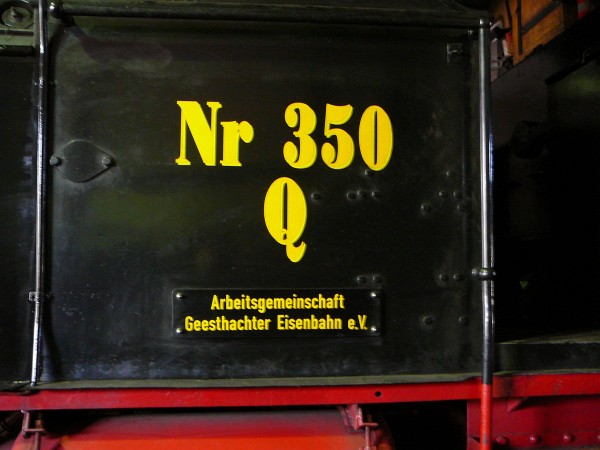 Nr 350
Q
Arbeitsgemeinschaft
Geesthachter Eisenbahn e.V.